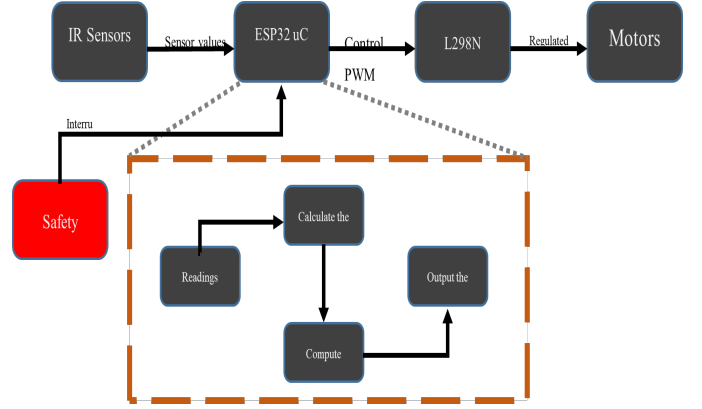 IR Sensors
Sensor values
ESP32 uC
Control
PWM
L298N
Regulated
Motors
Interru
Safety
Calculate the
Readings
Output the
Compute